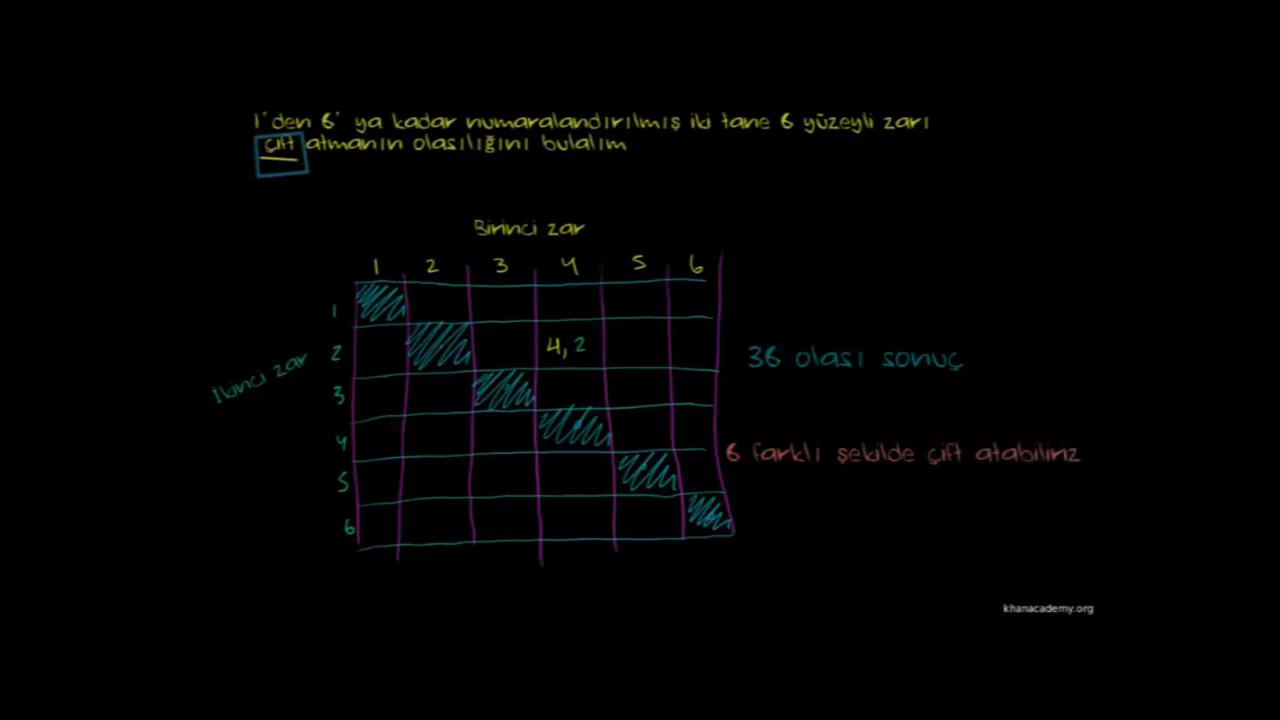 1'den 6'ya kadar numaralandırılmış iki tane 6 yüzeyli zarı
çift atmanın olasılığını bulalım
Birinci zar
1 2 3 4 5 6
1
2 4,2
İkinci zar
3
4
5
6
36 olası sonuç
6 farklı şekilde çift atabiliriz
khanacademy.org